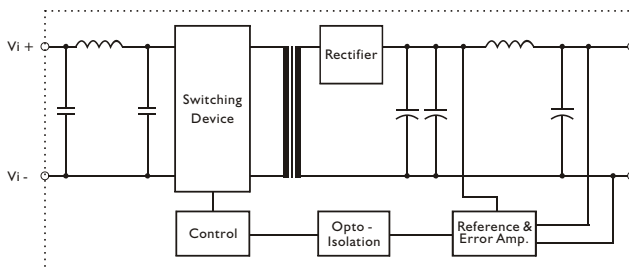 Vi +
Rectifier
Switching
Device
Vi -
Control
Opto -
Isolation
Reference &
Error Amp.